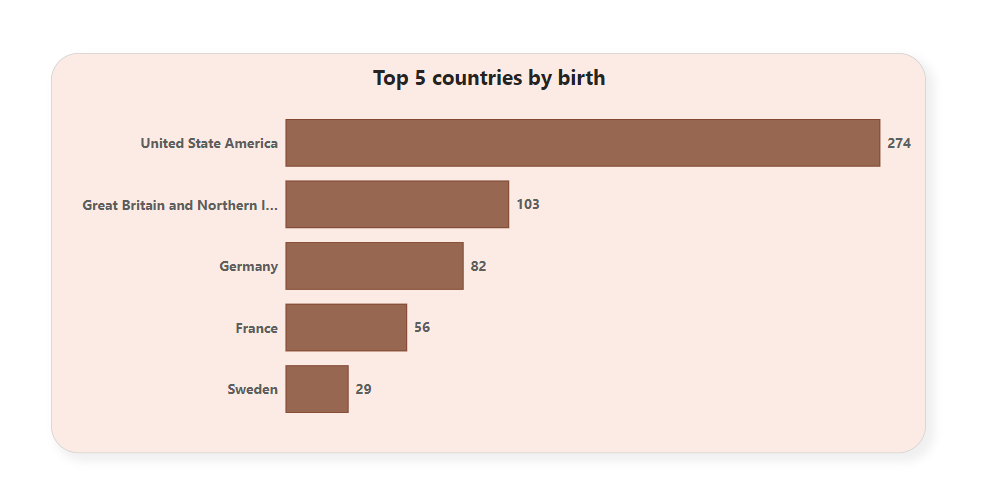 Top 5 countries by birth
United State America 274
Great Britain and Northern I... 103
Germany 82
France 56
Sweden 29